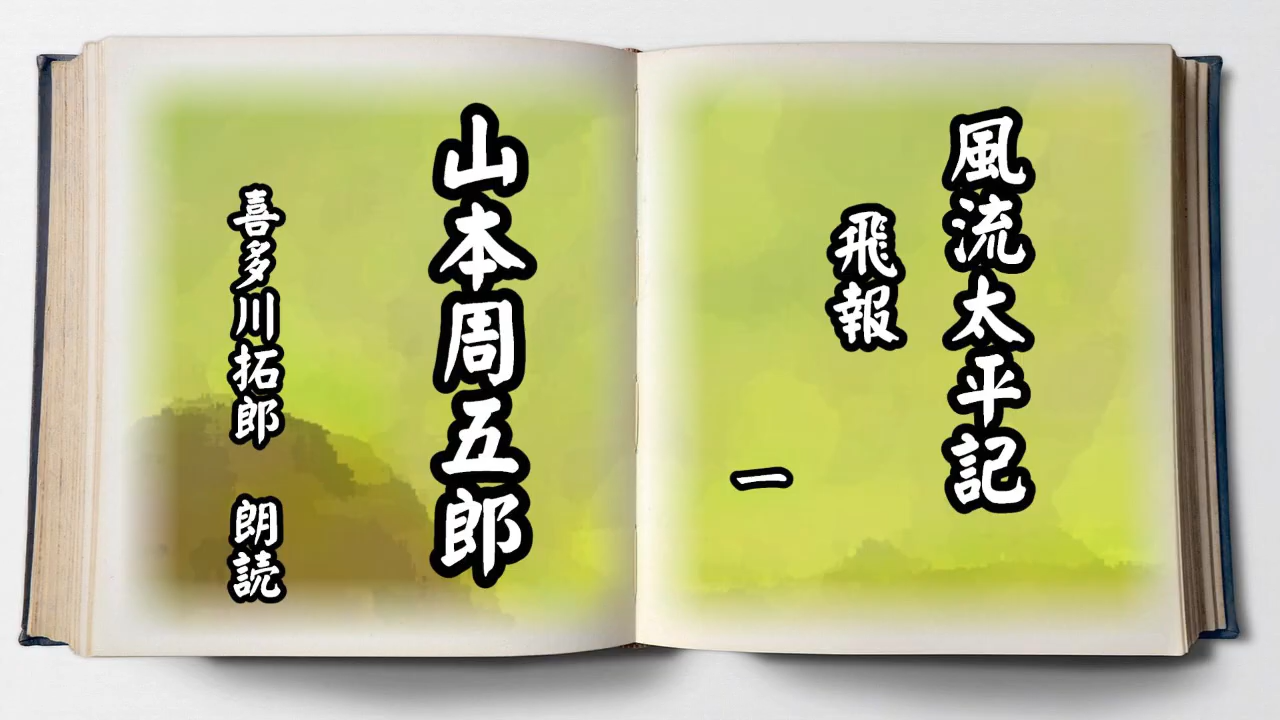 風流太平記
飛報
一
山本周五郎
喜多川拓郎　朗読